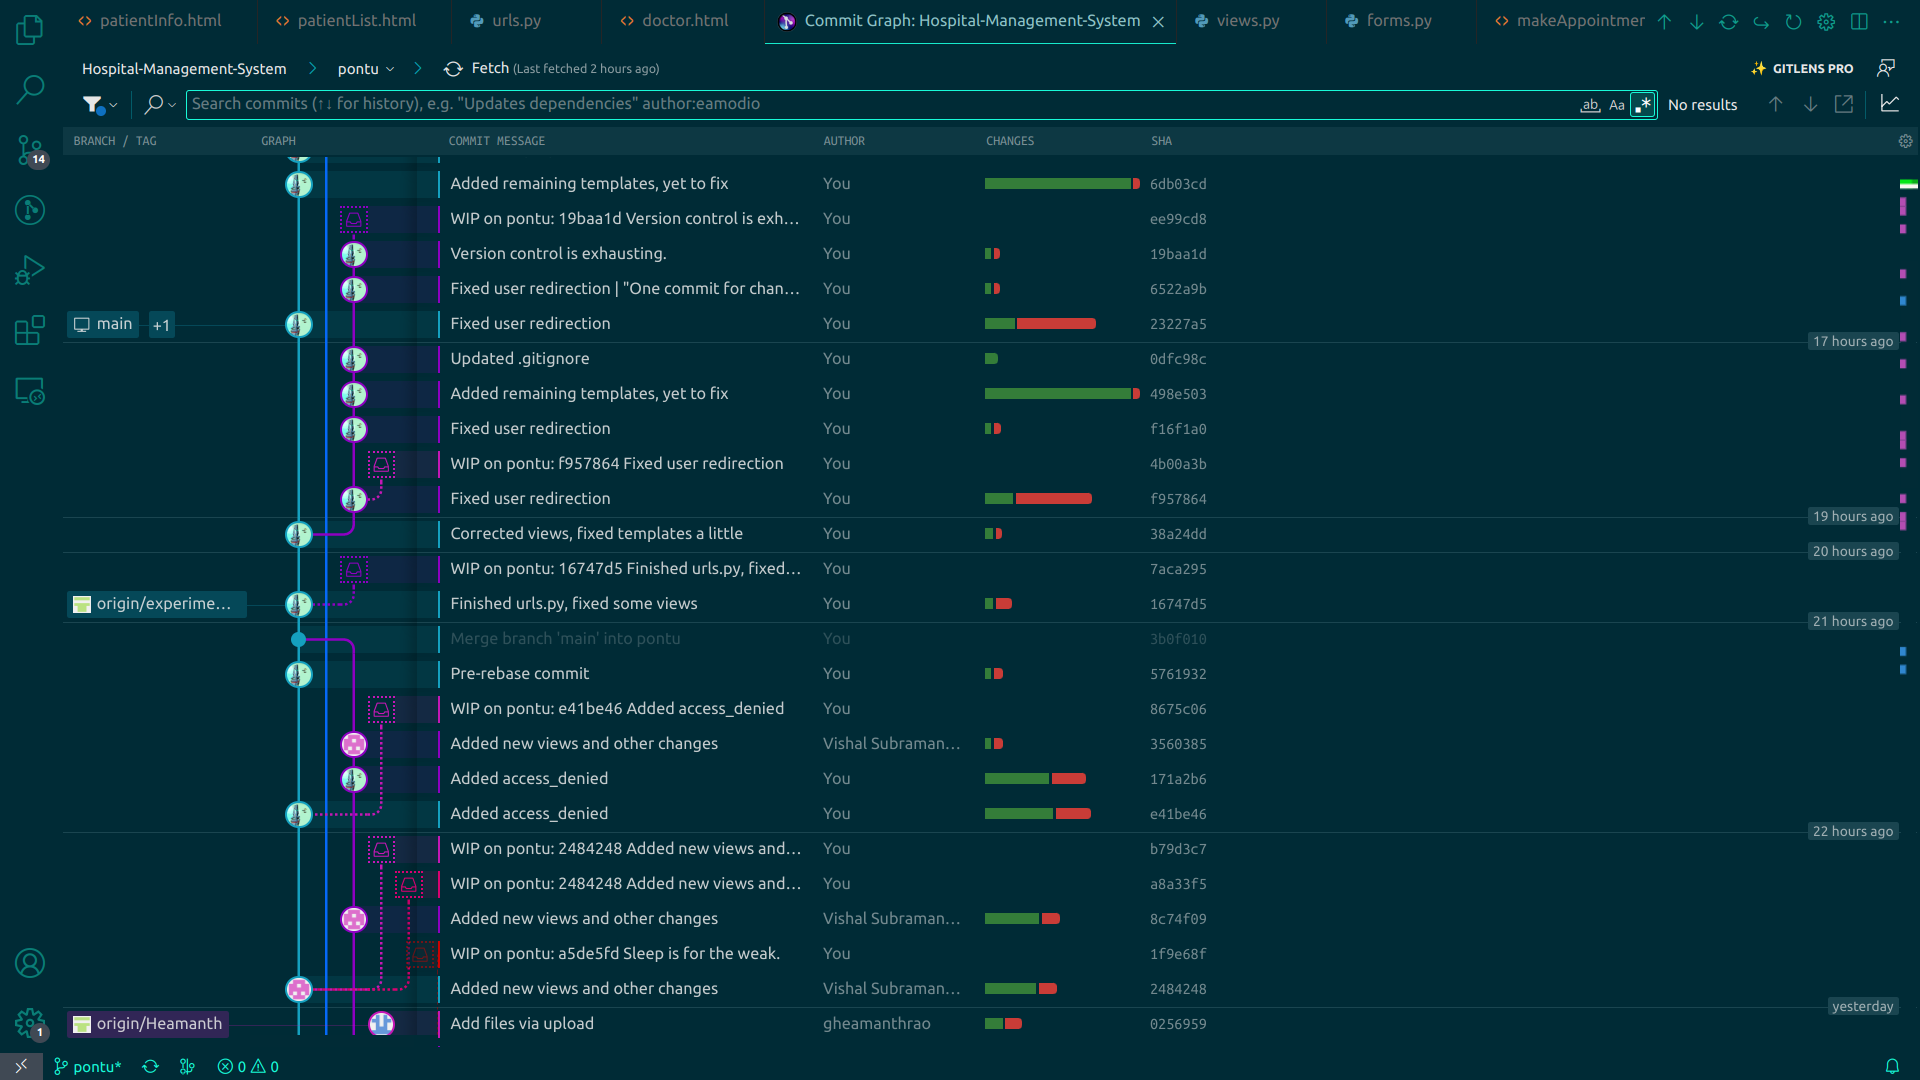 patientInfo.html patientList.html urls.py doctor.html Commit Graph: Hospital-Management-System views.py forms.py makeAppointmer
Hospital-Management-System pontu Fetch (Last fetched 2 hours ago) GITLENS PRO
Search commits (↑↓ for history), e.g. "Updates dependencies" author:eamodio ab Aa .* No results
BRANCH / TAG GRAPH COMMIT MESSAGE AUTHOR CHANGES SHA
Added remaining templates, yet to fix You 6db03cd
WIP on pontu: 19baa1d Version control is exh... You ee99cd8
Version control is exhausting. You 19baa1d
Fixed user redirection | "One commit for chan... You 6522a9b
main +1 Fixed user redirection You 23227a5
17 hours ago
Updated .gitignore You 0dfc98c
Added remaining templates, yet to fix You 498e503
Fixed user redirection You f16f1a0
WIP on pontu: f957864 Fixed user redirection You 4b00a3b
Fixed user redirection You f957864
19 hours ago
Corrected views, fixed templates a little You 38a24dd
20 hours ago
WIP on pontu: 16747d5 Finished urls.py, fixed... You 7aca295
origin/experime... Finished urls.py, fixed some views You 16747d5
21 hours ago
Merge branch 'main' into pontu You 3b0f010
Pre-rebase commit You 5761932
WIP on pontu: e41be46 Added access_denied You 8675c06
Added new views and other changes Vishal Subraman... 3560385
Added access_denied You 171a2b6
Added access_denied You e41be46
22 hours ago
WIP on pontu: 2484248 Added new views and... You b79d3c7
WIP on pontu: 2484248 Added new views and... You a8a33f5
Added new views and other changes Vishal Subraman... 8c74f09
WIP on pontu: a5de5fd Sleep is for the weak. You 1f9e68f
Added new views and other changes Vishal Subraman... 2484248
yesterday
origin/Heamanth Add files via upload gheamanthrao 0256959
14
1
pontu* 0 0